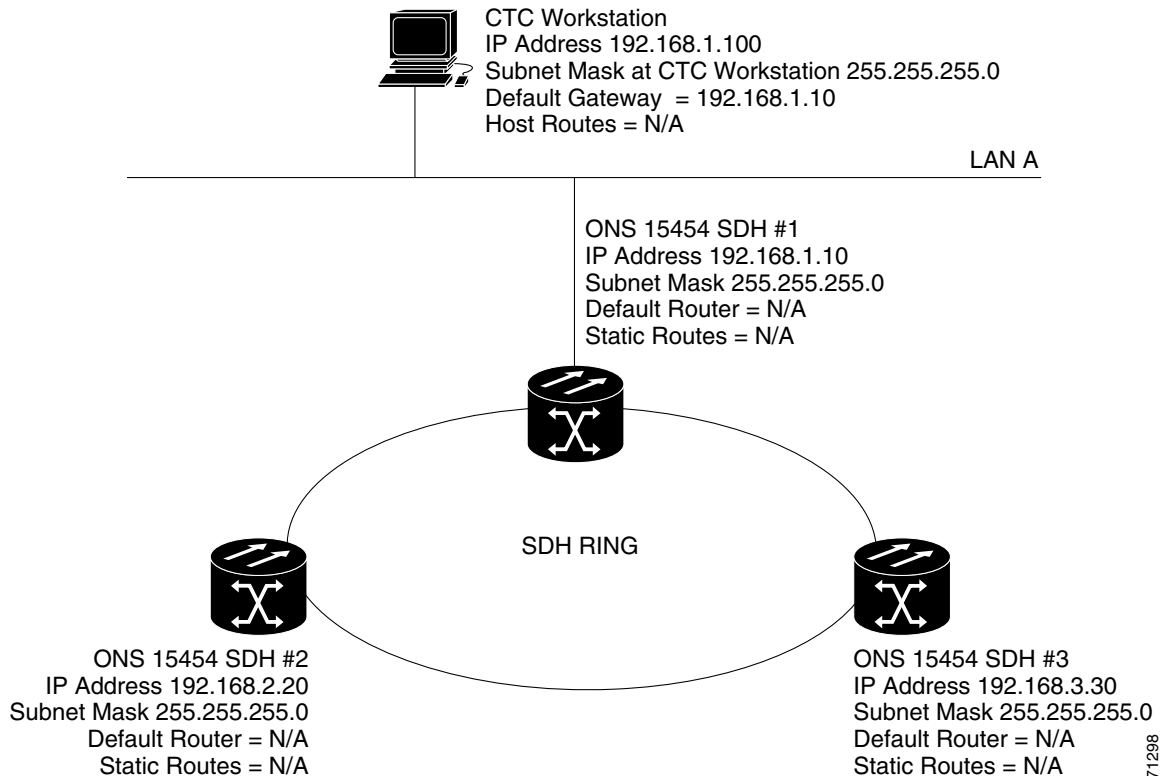 CTC Workstation
IP Address 192.168.1.100
Subnet Mask at CTC Workstation 255.255.255.0
Default Gateway = 192.168.1.10
Host Routes = N/A
LAN A
ONS 15454 SDH #1
IP Address 192.168.1.10
Subnet Mask 255.255.255.0
Default Router = N/A
Static Routes = N/A
SDH RING
ONS 15454 SDH #2
IP Address 192.168.2.20
Subnet Mask 255.255.255.0
Default Router = N/A
Static Routes = N/A
ONS 15454 SDH #3
IP Address 192.168.3.30
Subnet Mask 255.255.255.0
Default Router = N/A
Static Routes = N/A
71298